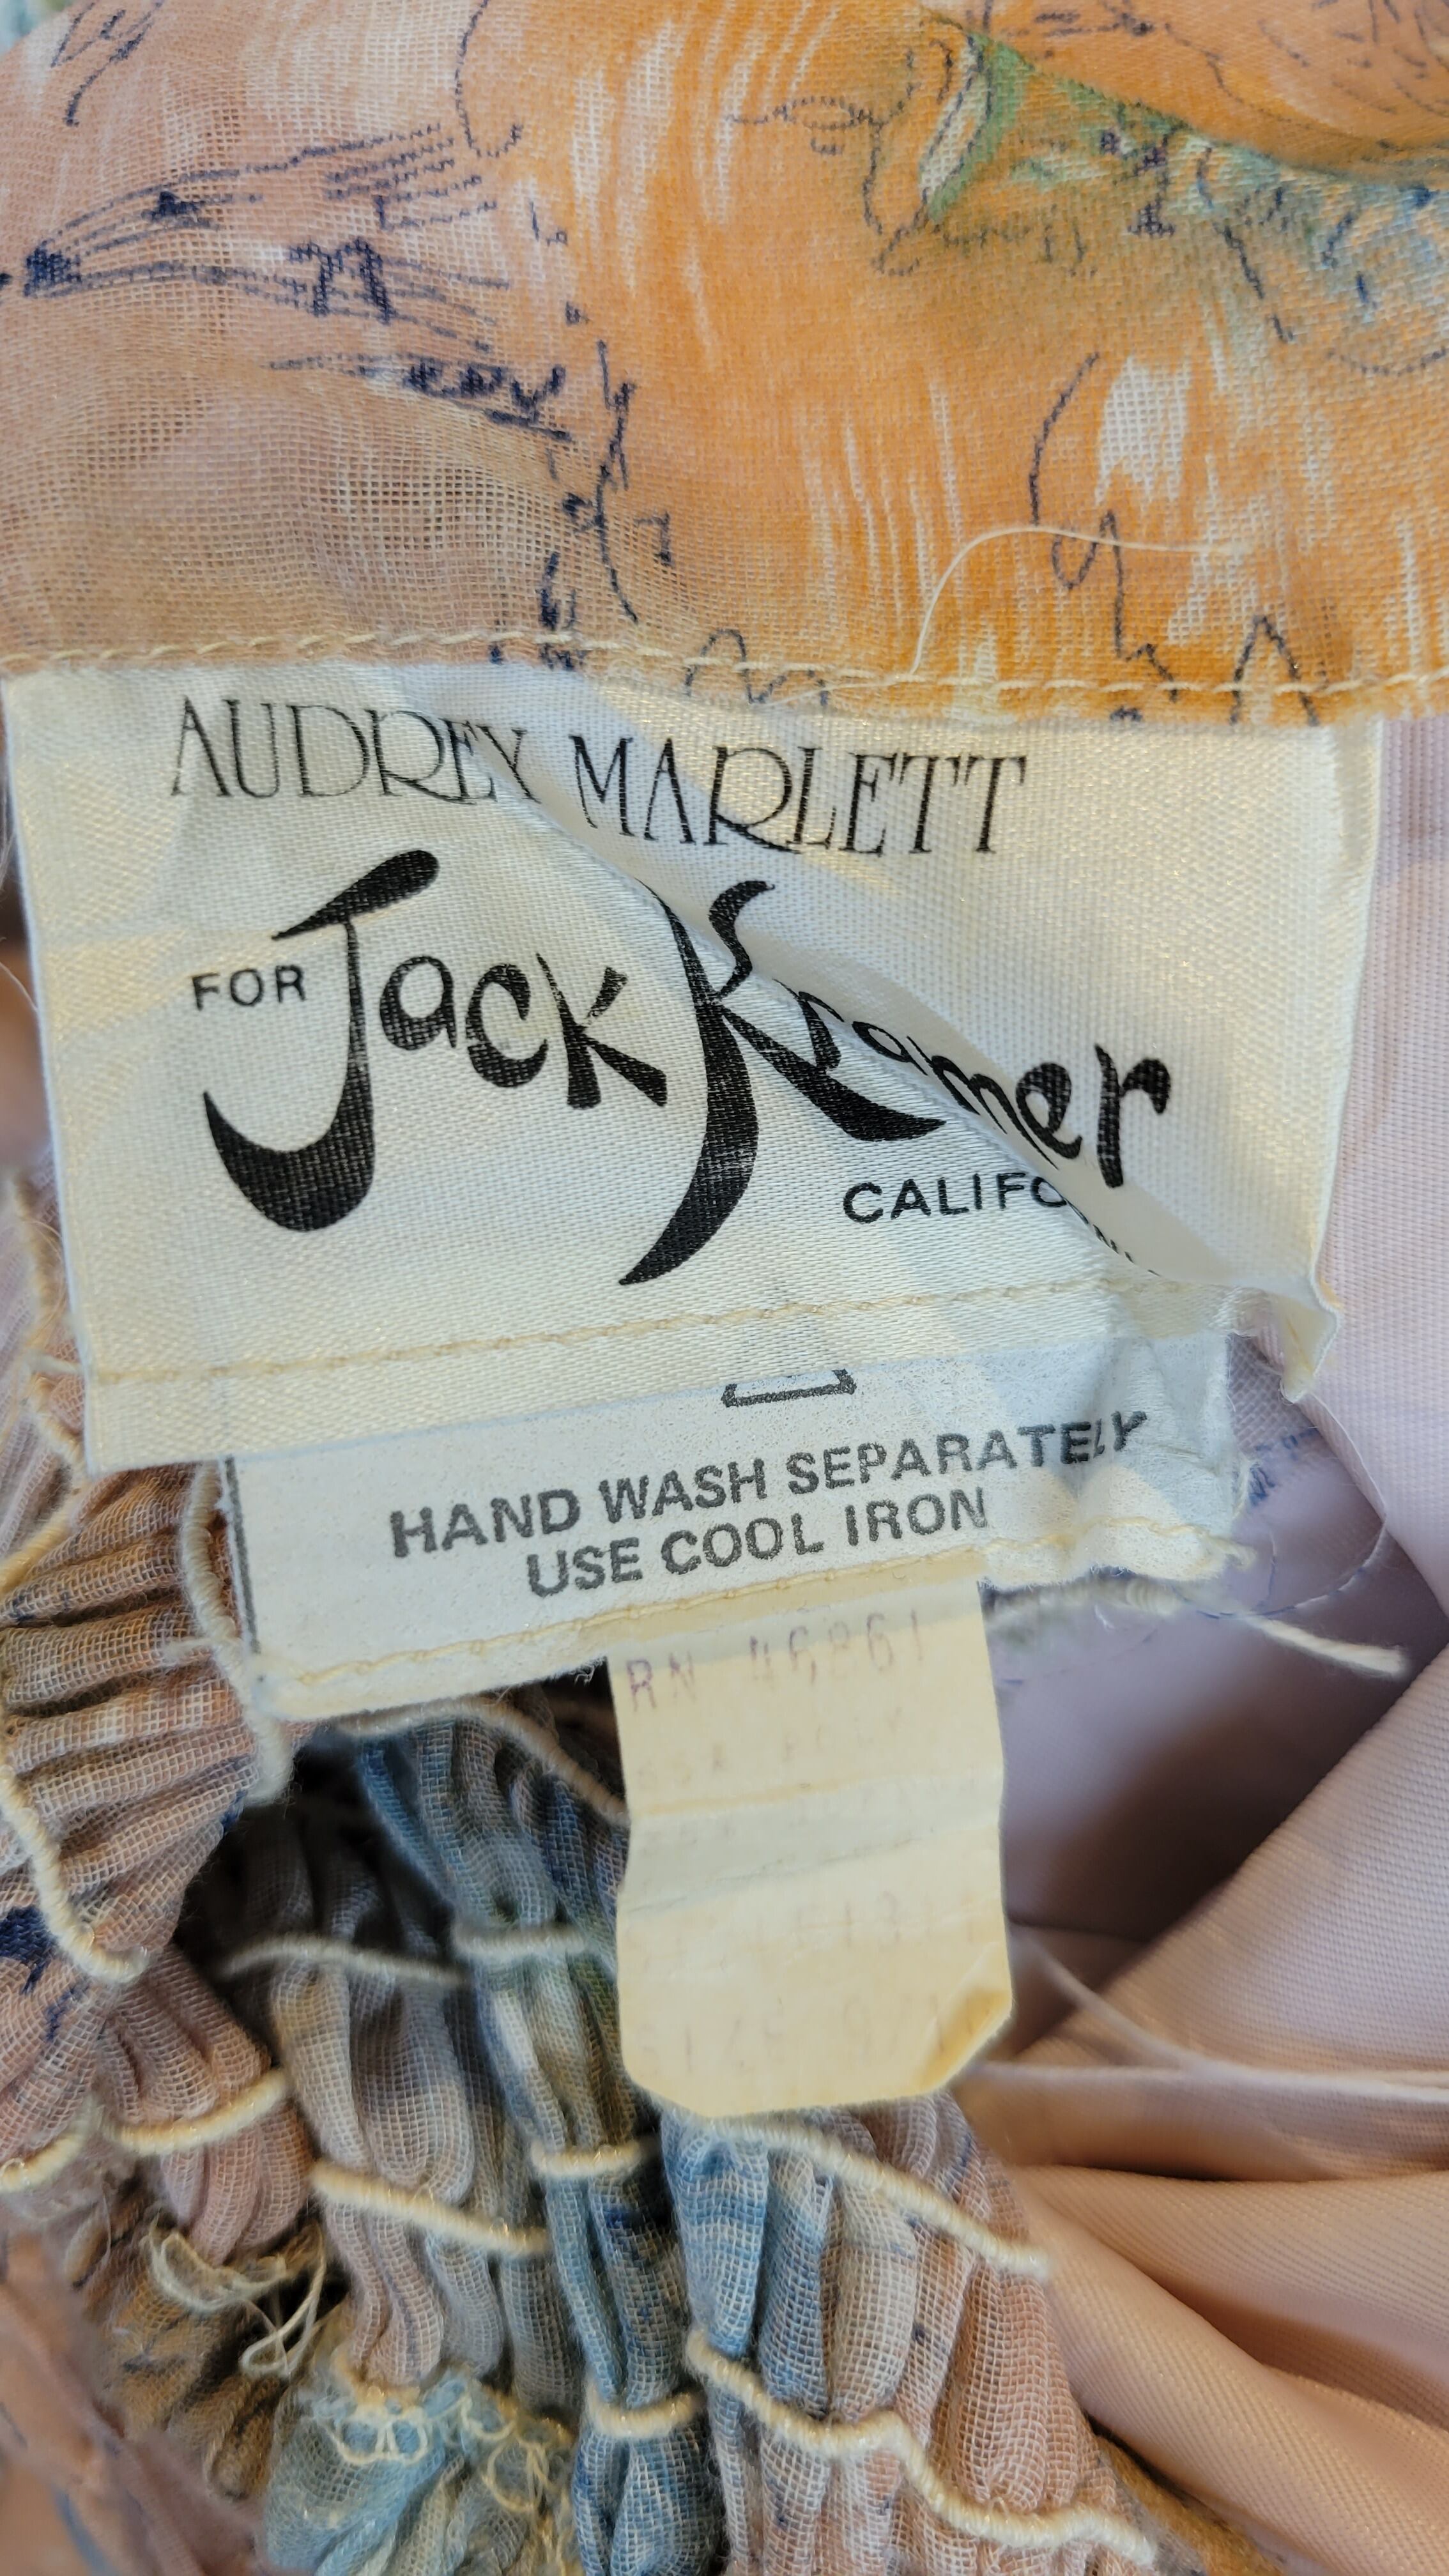 AUDREY MARLETT
FOR Jack Kramer
CALIFO
HAND WASH SEPARATELY
USE COOL IRON
RN 46861